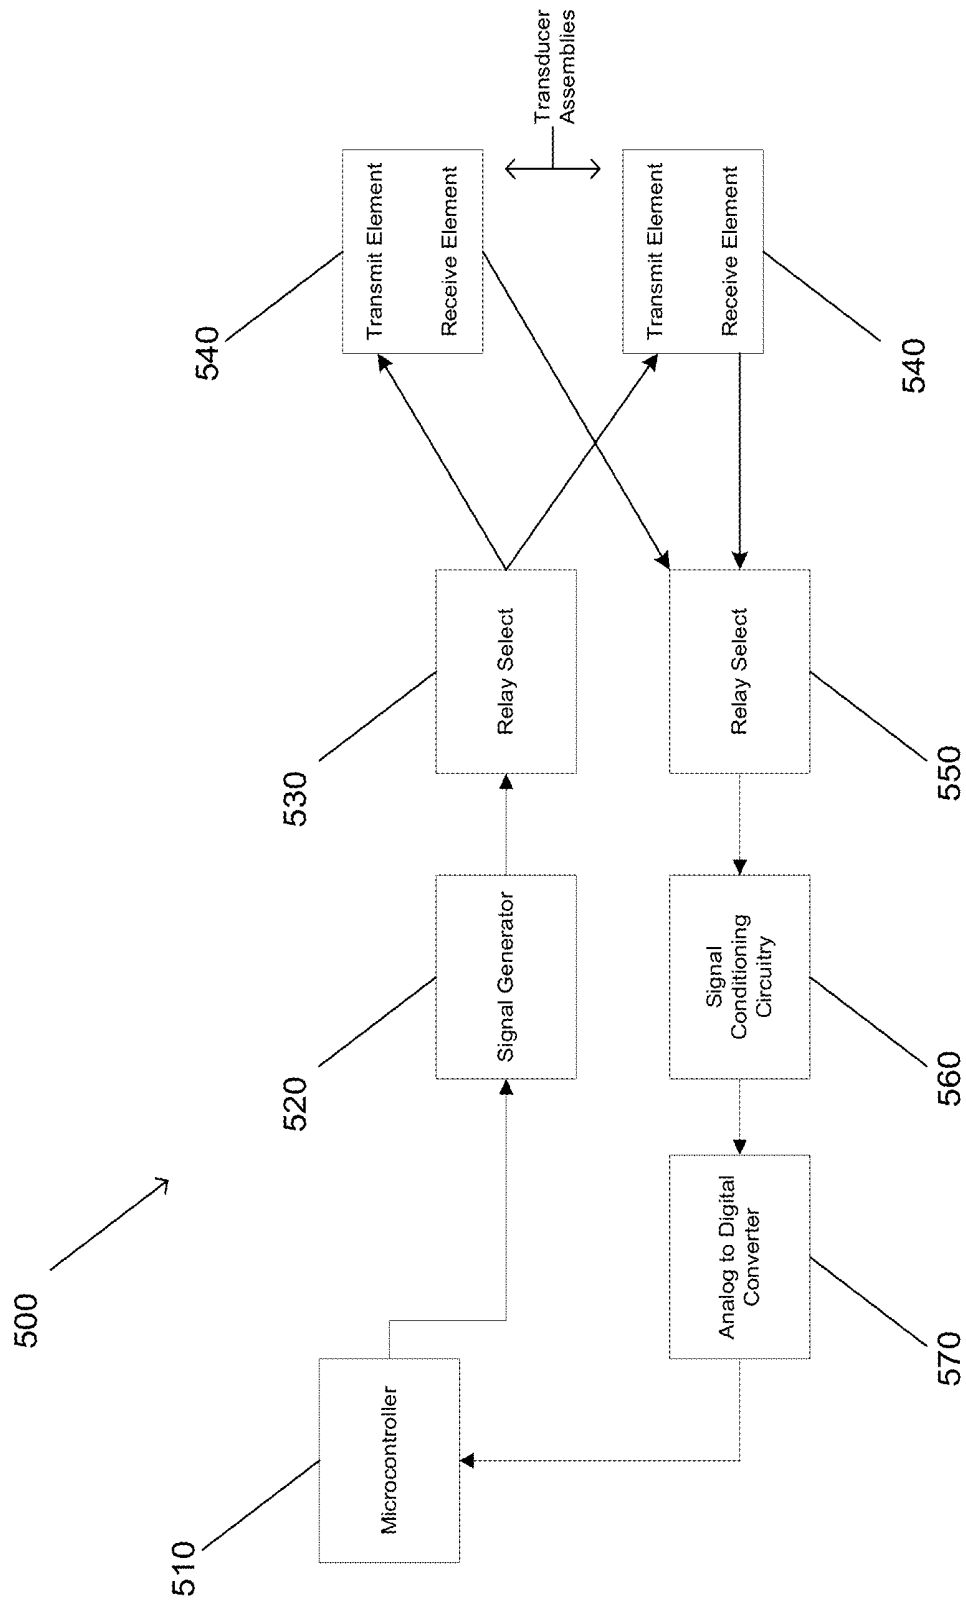 500
510
Microcontroller
520
Signal Generator
530
Relay Select
540
Transmit Element
Receive Element
Transducer
Assemblies
Transmit Element
Receive Element
540
Relay Select
550
Signal
Conditioning
Circuitry
560
Analog to Digital
Converter
570